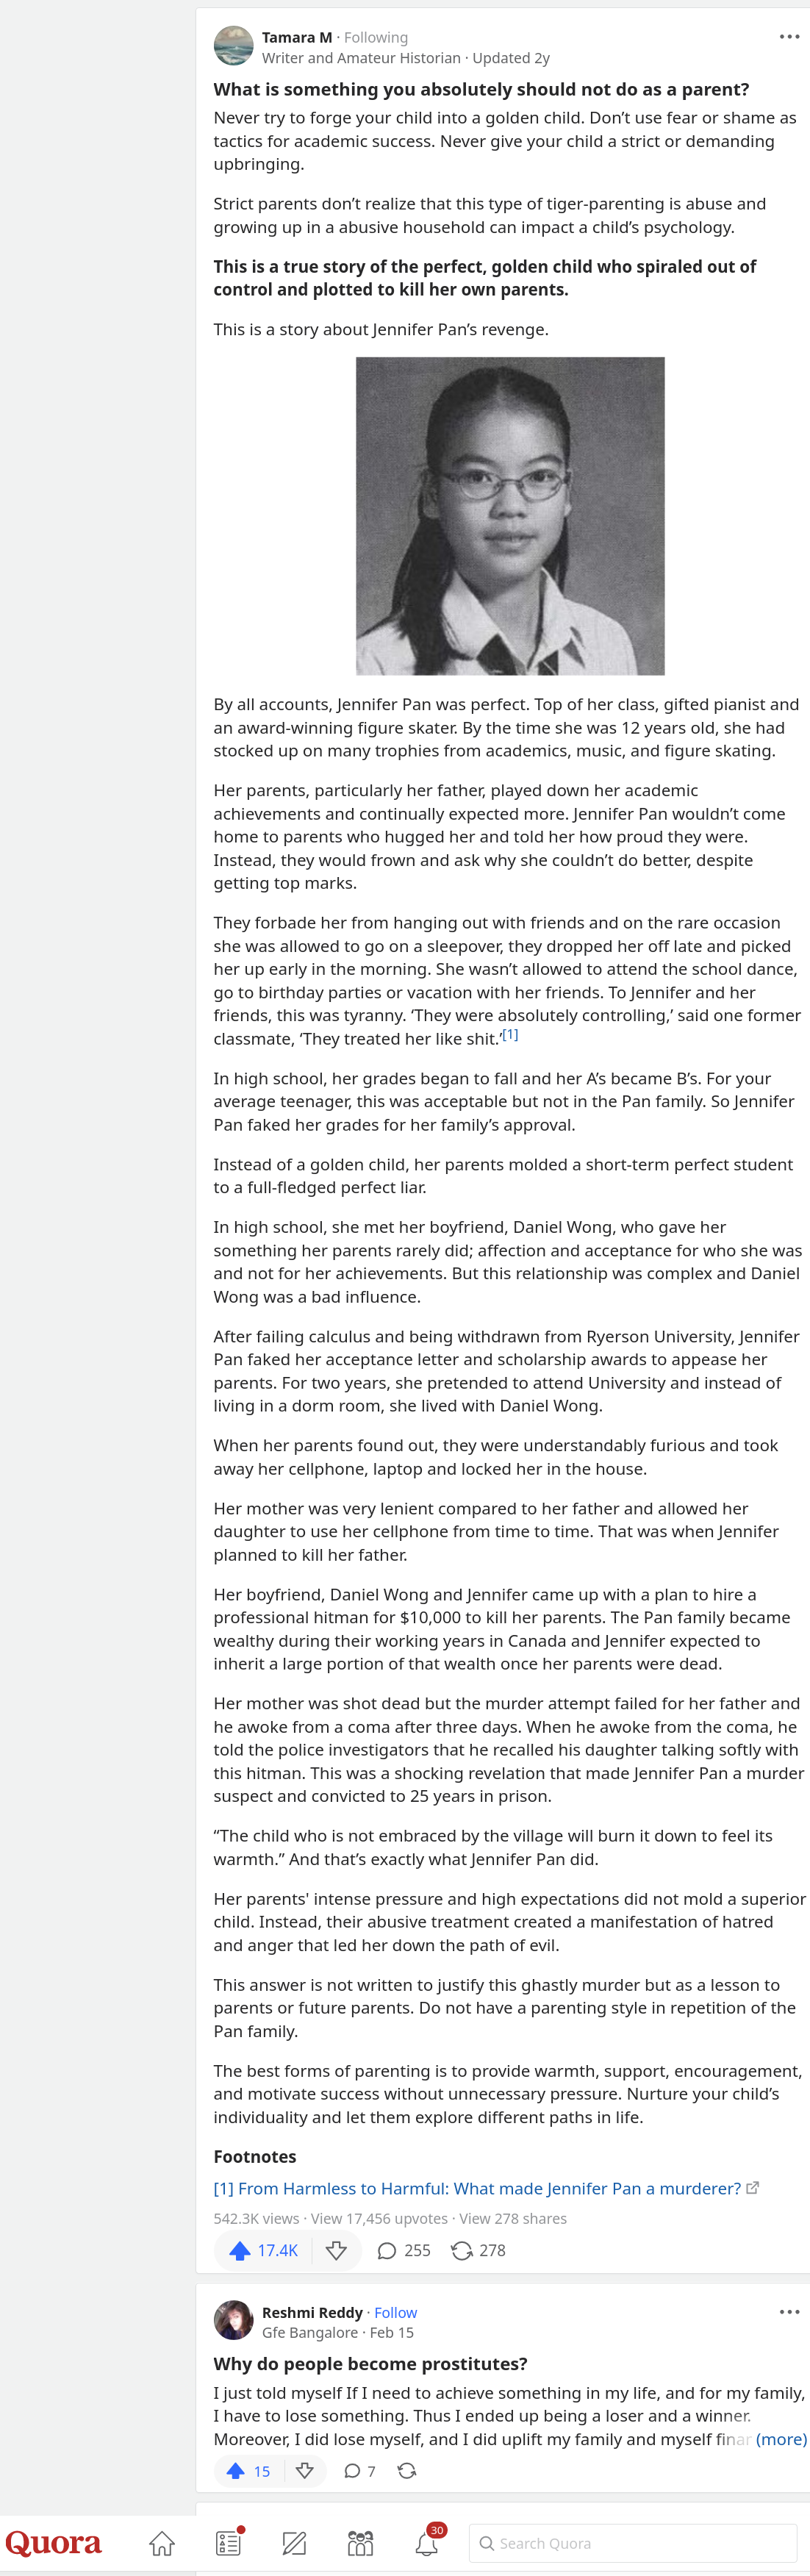 Tamara M · Following
Writer and Amateur Historian · Updated 2y
What is something you absolutely should not do as a parent?
Never try to forge your child into a golden child. Don’t use fear or shame as
tactics for academic success. Never give your child a strict or demanding
upbringing.
Strict parents don’t realize that this type of tiger-parenting is abuse and
growing up in a abusive household can impact a child’s psychology.
This is a true story of the perfect, golden child who spiraled out of
control and plotted to kill her own parents.
This is a story about Jennifer Pan’s revenge.
By all accounts, Jennifer Pan was perfect. Top of her class, gifted pianist and
an award-winning figure skater. By the time she was 12 years old, she had
stocked up on many trophies from academics, music, and figure skating.
Her parents, particularly her father, played down her academic
achievements and continually expected more. Jennifer Pan wouldn’t come
home to parents who hugged her and told her how proud they were.
Instead, they would frown and ask why she couldn’t do better, despite
getting top marks.
They forbade her from hanging out with friends and on the rare occasion
she was allowed to go on a sleepover, they dropped her off late and picked
her up early in the morning. She wasn’t allowed to attend the school dance,
go to birthday parties or vacation with her friends. To Jennifer and her
friends, this was tyranny. ‘They were absolutely controlling,’ said one former
classmate, ‘They treated her like shit.’[1]
In high school, her grades began to fall and her A’s became B’s. For your
average teenager, this was acceptable but not in the Pan family. So Jennifer
Pan faked her grades for her family’s approval.
Instead of a golden child, her parents molded a short-term perfect student
to a full-fledged perfect liar.
In high school, she met her boyfriend, Daniel Wong, who gave her
something her parents rarely did; affection and acceptance for who she was
and not for her achievements. But this relationship was complex and Daniel
Wong was a bad influence.
After failing calculus and being withdrawn from Ryerson University, Jennifer
Pan faked her acceptance letter and scholarship awards to appease her
parents. For two years, she pretended to attend University and instead of
living in a dorm room, she lived with Daniel Wong.
When her parents found out, they were understandably furious and took
away her cellphone, laptop and locked her in the house.
Her mother was very lenient compared to her father and allowed her
daughter to use her cellphone from time to time. That was when Jennifer
planned to kill her father.
Her boyfriend, Daniel Wong and Jennifer came up with a plan to hire a
professional hitman for $10,000 to kill her parents. The Pan family became
wealthy during their working years in Canada and Jennifer expected to
inherit a large portion of that wealth once her parents were dead.
Her mother was shot dead but the murder attempt failed for her father and
he awoke from a coma after three days. When he awoke from the coma, he
told the police investigators that he recalled his daughter talking softly with
this hitman. This was a shocking revelation that made Jennifer Pan a murder
suspect and convicted to 25 years in prison.
“The child who is not embraced by the village will burn it down to feel its
warmth.” And that’s exactly what Jennifer Pan did.
Her parents' intense pressure and high expectations did not mold a superior
child. Instead, their abusive treatment created a manifestation of hatred
and anger that led her down the path of evil.
This answer is not written to justify this ghastly murder but as a lesson to
parents or future parents. Do not have a parenting style in repetition of the
Pan family.
The best forms of parenting is to provide warmth, support, encouragement,
and motivate success without unnecessary pressure. Nurture your child’s
individuality and let them explore different paths in life.
Footnotes
[1] From Harmless to Harmful: What made Jennifer Pan a murderer?
542.3K views · View 17,456 upvotes · View 278 shares
17.4K 255 278
Reshmi Reddy · Follow
Gfe Bangalore · Feb 15
Why do people become prostitutes?
I just told myself If I need to achieve something in my life, and for my family,
I have to lose something. Thus I ended up being a loser and a winner.
Moreover, I did lose myself, and I did uplift my family and myself finar (more)
15 7
Quora 30 Search Quora